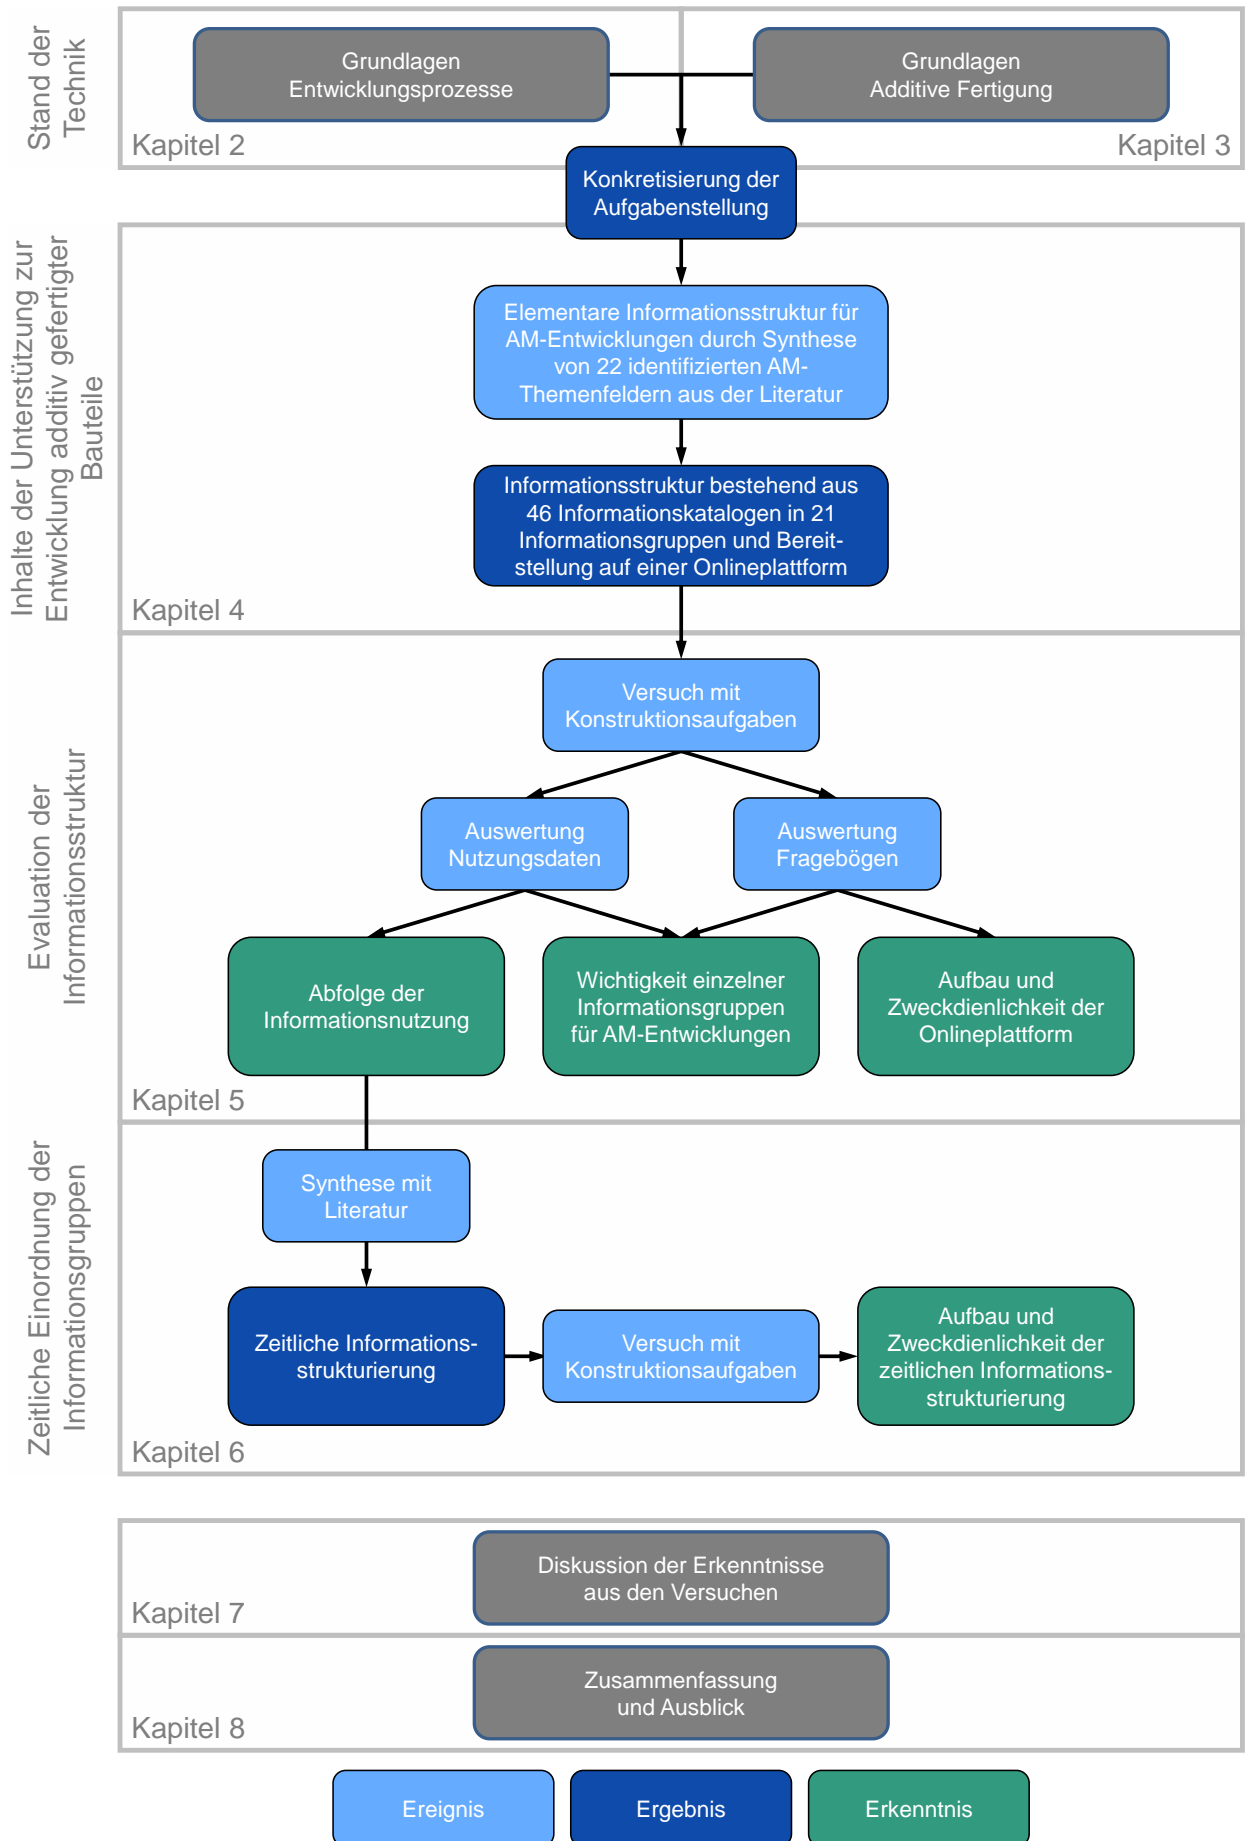 Stand der
Technik
Grundlagen
Entwicklungsprozesse
Grundlagen
Additive Fertigung
Kapitel 2
Kapitel 3
Konkretisierung der
Aufgabenstellung
Inhalte der Unterstützung zur
Entwicklung additiv gefertigter
Bauteile
Elementare Informationsstruktur für
AM-Entwicklungen durch Synthese
von 22 identifizierten AM-
Themenfeldern aus der Literatur
Informationsstruktur bestehend aus
46 Informationskatalogen in 21
Informationsgruppen und Bereit-
stellung auf einer Onlineplattform
Kapitel 4
Evaluation der
Informationsstruktur
Versuch mit
Konstruktionsaufgaben
Auswertung
Nutzungsdaten
Auswertung
Fragebögen
Abfolge der
Informationsnutzung
Wichtigkeit einzelner
Informationsgruppen
für AM-Entwicklungen
Aufbau und
Zweckdienlichkeit der
Onlineplattform
Kapitel 5
Zeitliche Einordnung der
Informationsgruppen
Synthese mit
Literatur
Zeitliche Informations-
strukturierung
Versuch mit
Konstruktionsaufgaben
Aufbau und
Zweckdienlichkeit der
zeitlichen Informations-
strukturierung
Kapitel 6
Diskussion der Erkenntnisse
aus den Versuchen
Kapitel 7
Zusammenfassung
und Ausblick
Kapitel 8
Ereignis
Ergebnis
Erkenntnis